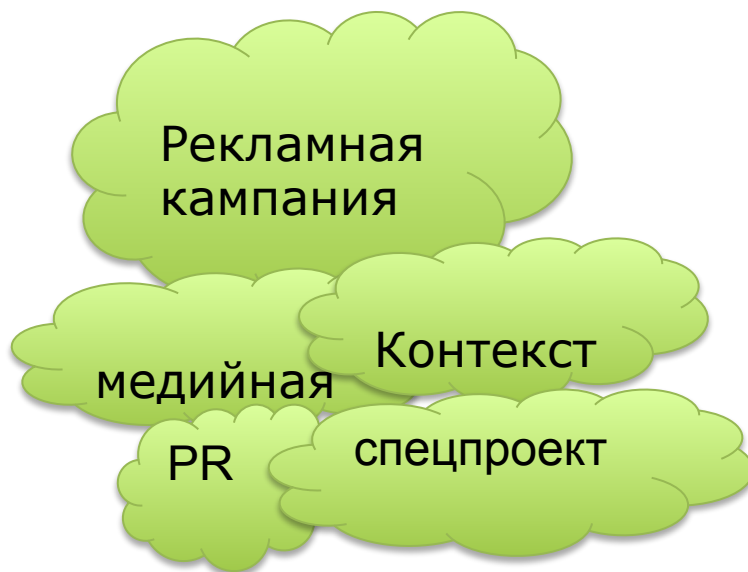 Рекламная
кампания
Контекст
медийная
спецпроект
PR